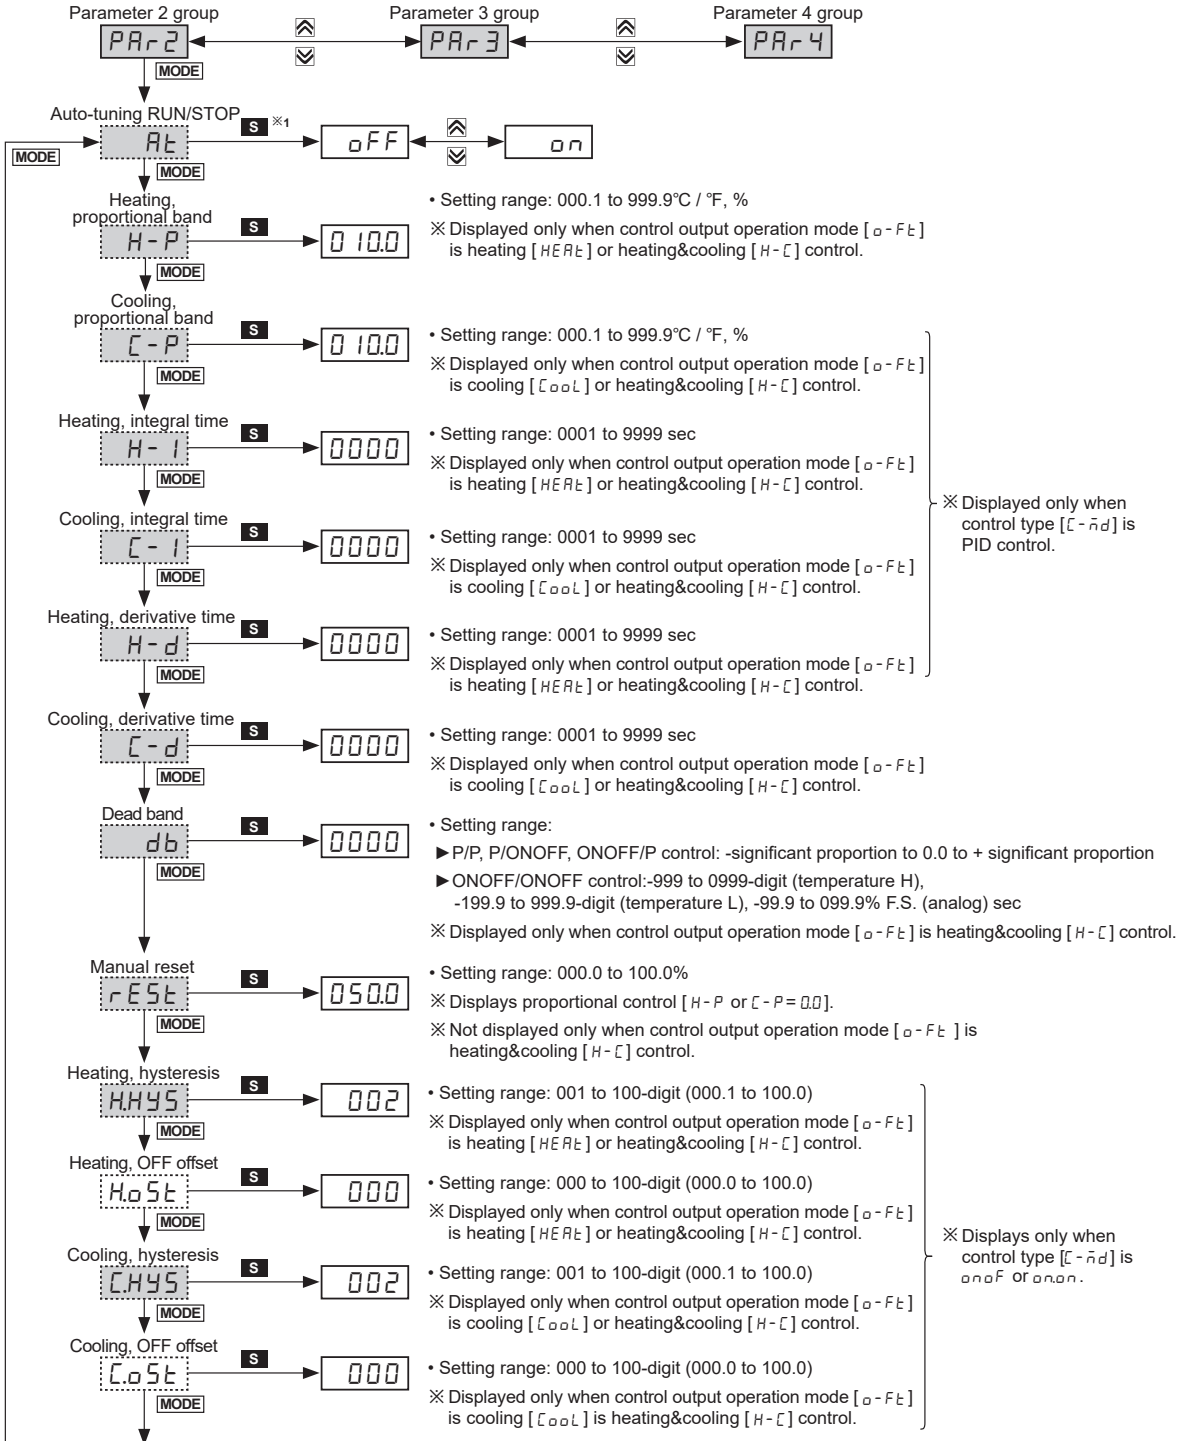 Parameter 2 group Parameter 3 group Parameter 4 group
PAr2 PAr3 PAr4
MODE
Auto-tuning RUN/STOP
At S ※1 oFF on
MODE
MODE
Heating,
proportional band
H-P S 010.0
MODE
• Setting range: 000.1 to 999.9°C / °F, %
※ Displayed only when control output operation mode [ o-Ft]
is heating [ HEAt] or heating&cooling [ H-C] control.
Cooling,
proportional band
C-P S 010.0
MODE
• Setting range: 000.1 to 999.9°C / °F, %
※ Displayed only when control output operation mode [ o-Ft]
is cooling [ CooL] or heating&cooling [ H-C] control.
Heating, integral time
H-I S 0000
MODE
• Setting range: 0001 to 9999 sec
※ Displayed only when control output operation mode [ o-Ft]
is heating [ HEAt] or heating&cooling [ H-C] control.
Cooling, integral time
C-I S 0000
MODE
• Setting range: 0001 to 9999 sec
※ Displayed only when control output operation mode [ o-Ft]
is cooling [ CooL] or heating&cooling [ H-C] control.
Heating, derivative time
H-d S 0000
MODE
• Setting range: 0001 to 9999 sec
※ Displayed only when control output operation mode [ o-Ft]
is heating [ HEAt] or heating&cooling [ H-C] control.
※ Displayed only when
control type [C-md] is
PID control.
Cooling, derivative time
C-d S 0000
MODE
• Setting range: 0001 to 9999 sec
※ Displayed only when control output operation mode [ o-Ft]
is cooling [ CooL] or heating&cooling [ H-C] control.
Dead band
db S 0000
MODE
• Setting range:
►P/P, P/ONOFF, ONOFF/P control: -significant proportion to 0.0 to + significant proportion
►ONOFF/ONOFF control:-999 to 0999-digit (temperature H),
-199.9 to 999.9-digit (temperature L), -99.9 to 099.9% F.S. (analog) sec
※ Displayed only when control output operation mode [ o-Ft] is heating&cooling [ H-C] control.
Manual reset
rESt S 050.0
MODE
• Setting range: 000.0 to 100.0%
※ Displays proportional control [ H-P or C-P= 0.0].
※ Not displayed only when control output operation mode [ o-Ft ] is
heating&cooling [ H-C] control.
Heating, hysteresis
H.HYS S 002
MODE
• Setting range: 001 to 100-digit (000.1 to 100.0)
※ Displayed only when control output operation mode [ o-Ft]
is heating [ HEAt] or heating&cooling [ H-C] control.
Heating, OFF offset
H.oSt S 000
MODE
• Setting range: 000 to 100-digit (000.0 to 100.0)
※ Displayed only when control output operation mode [ o-Ft]
is heating [ HEAt] or heating&cooling [ H-C] control.
Cooling, hysteresis
C.HYS S 002
MODE
• Setting range: 001 to 100-digit (000.1 to 100.0)
※ Displayed only when control output operation mode [ o-Ft]
is cooling [ CooL] or heating&cooling [ H-C] control.
Cooling, OFF offset
C.oSt S 000
MODE
• Setting range: 000 to 100-digit (000.0 to 100.0)
※ Displayed only when control output operation mode [ o-Ft]
is cooling [ CooL] is heating&cooling [ H-C] control.
※ Displays only when
control type [C-md] is
onoF or on.on.